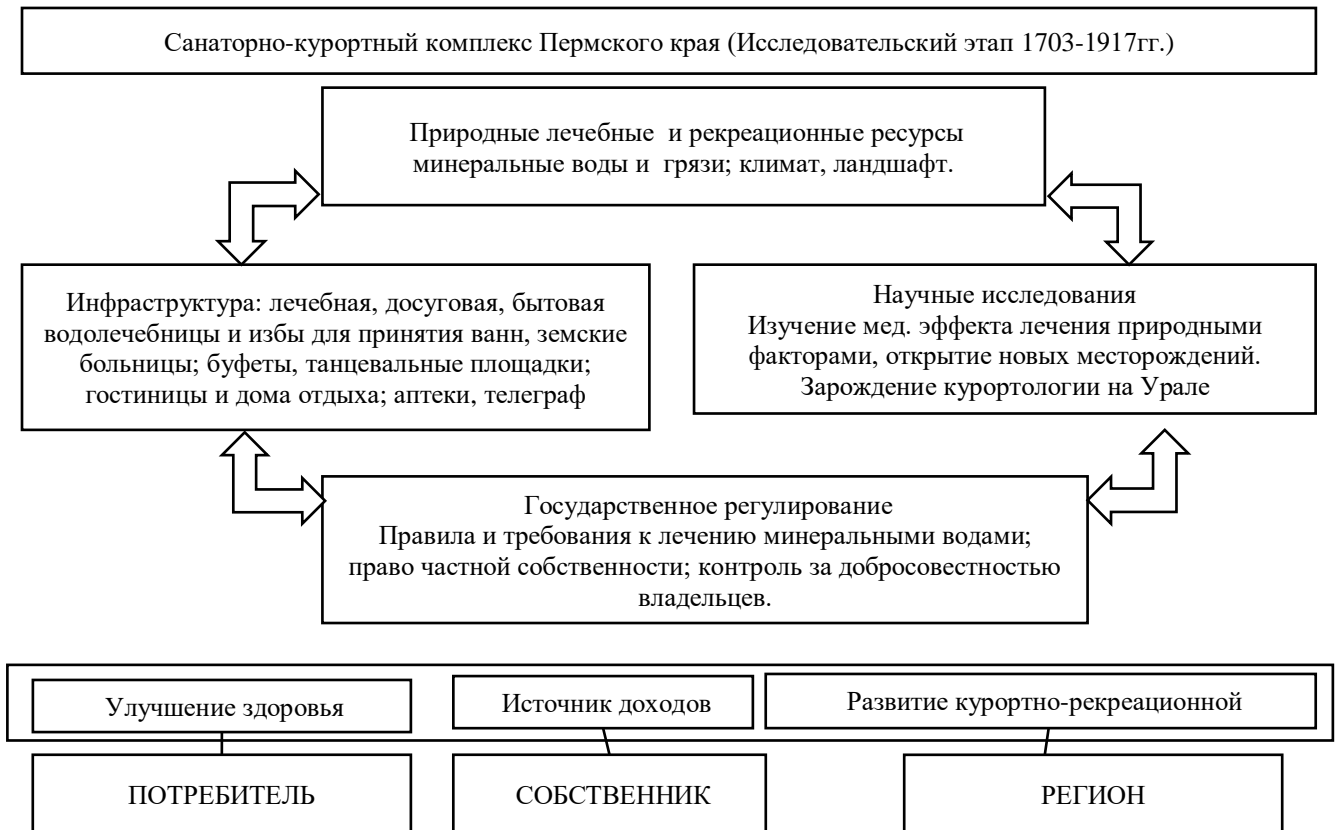 Санаторно-курортный комплекс Пермского края (Исследовательский этап 1703-1917гг.)
Природные лечебные и рекреационные ресурсы
минеральные воды и грязи; климат, ландшафт.
Инфраструктура: лечебная, досуговая, бытовая
водолечебницы и избы для принятия ванн, земские
больницы; буфеты, танцевальные площадки;
гостиницы и дома отдыха; аптеки, телеграф
Научные исследования
Изучение мед. эффекта лечения природными
факторами, открытие новых месторождений.
Зарождение курортологии на Урале
Государственное регулирование
Правила и требования к лечению минеральными водами;
право частной собственности; контроль за добросовестностью
владельцев.
Улучшение здоровья
Источник доходов
Развитие курортно-рекреационной
ПОТРЕБИТЕЛЬ
СОБСТВЕННИК
РЕГИОН